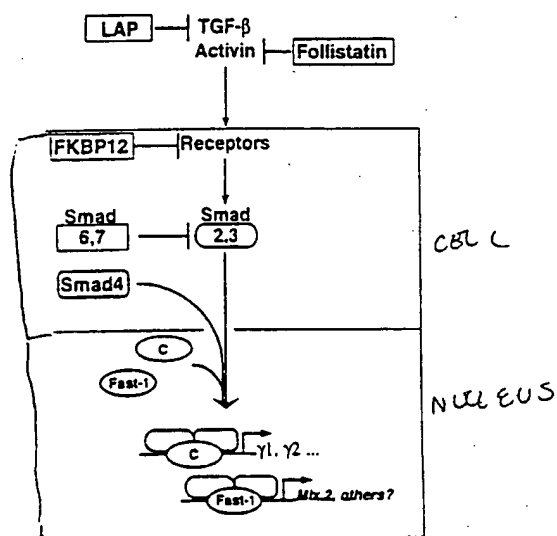 LAP TGF-β
Activin Follistatin
FKBP12 Receptors
Smad Smad
6,7 2,3
CELL
Smad4
C
Fast-1
NUCLEUS
C γ1, γ2 ...
Fast-1 Mix.2, others?